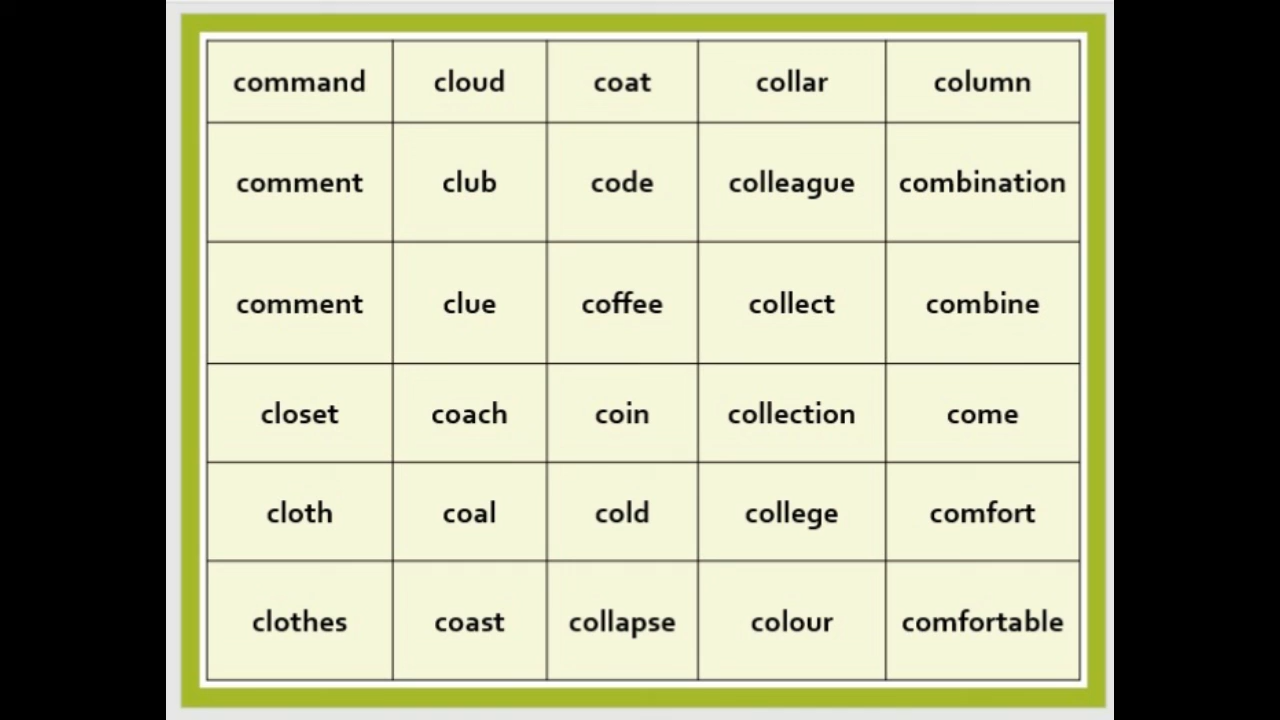 command cloud coat collar column
comment club code colleague combination
comment clue coffee collect combine
closet coach coin collection come
cloth coal cold college comfort
clothes coast collapse colour comfortable